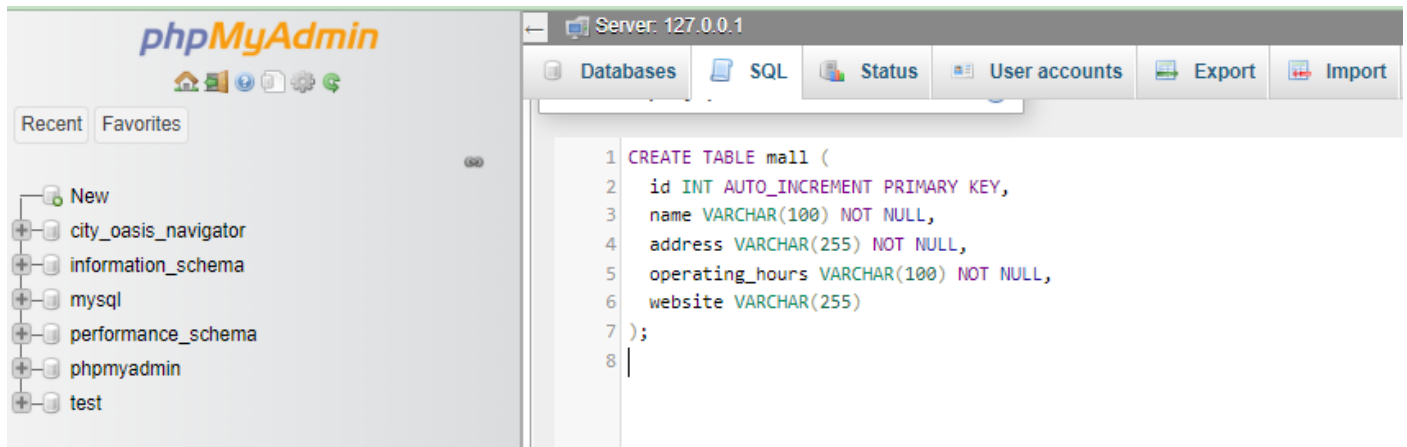 phpMyAdmin
Recent Favorites
New
city_oasis_navigator
information_schema
mysql
performance_schema
phpmyadmin
test
Server: 127.0.0.1
Databases SQL Status User accounts Export Import
1 CREATE TABLE mall (
2 id INT AUTO_INCREMENT PRIMARY KEY,
3 name VARCHAR(100) NOT NULL,
4 address VARCHAR(255) NOT NULL,
5 operating_hours VARCHAR(100) NOT NULL,
6 website VARCHAR(255)
7 );
8